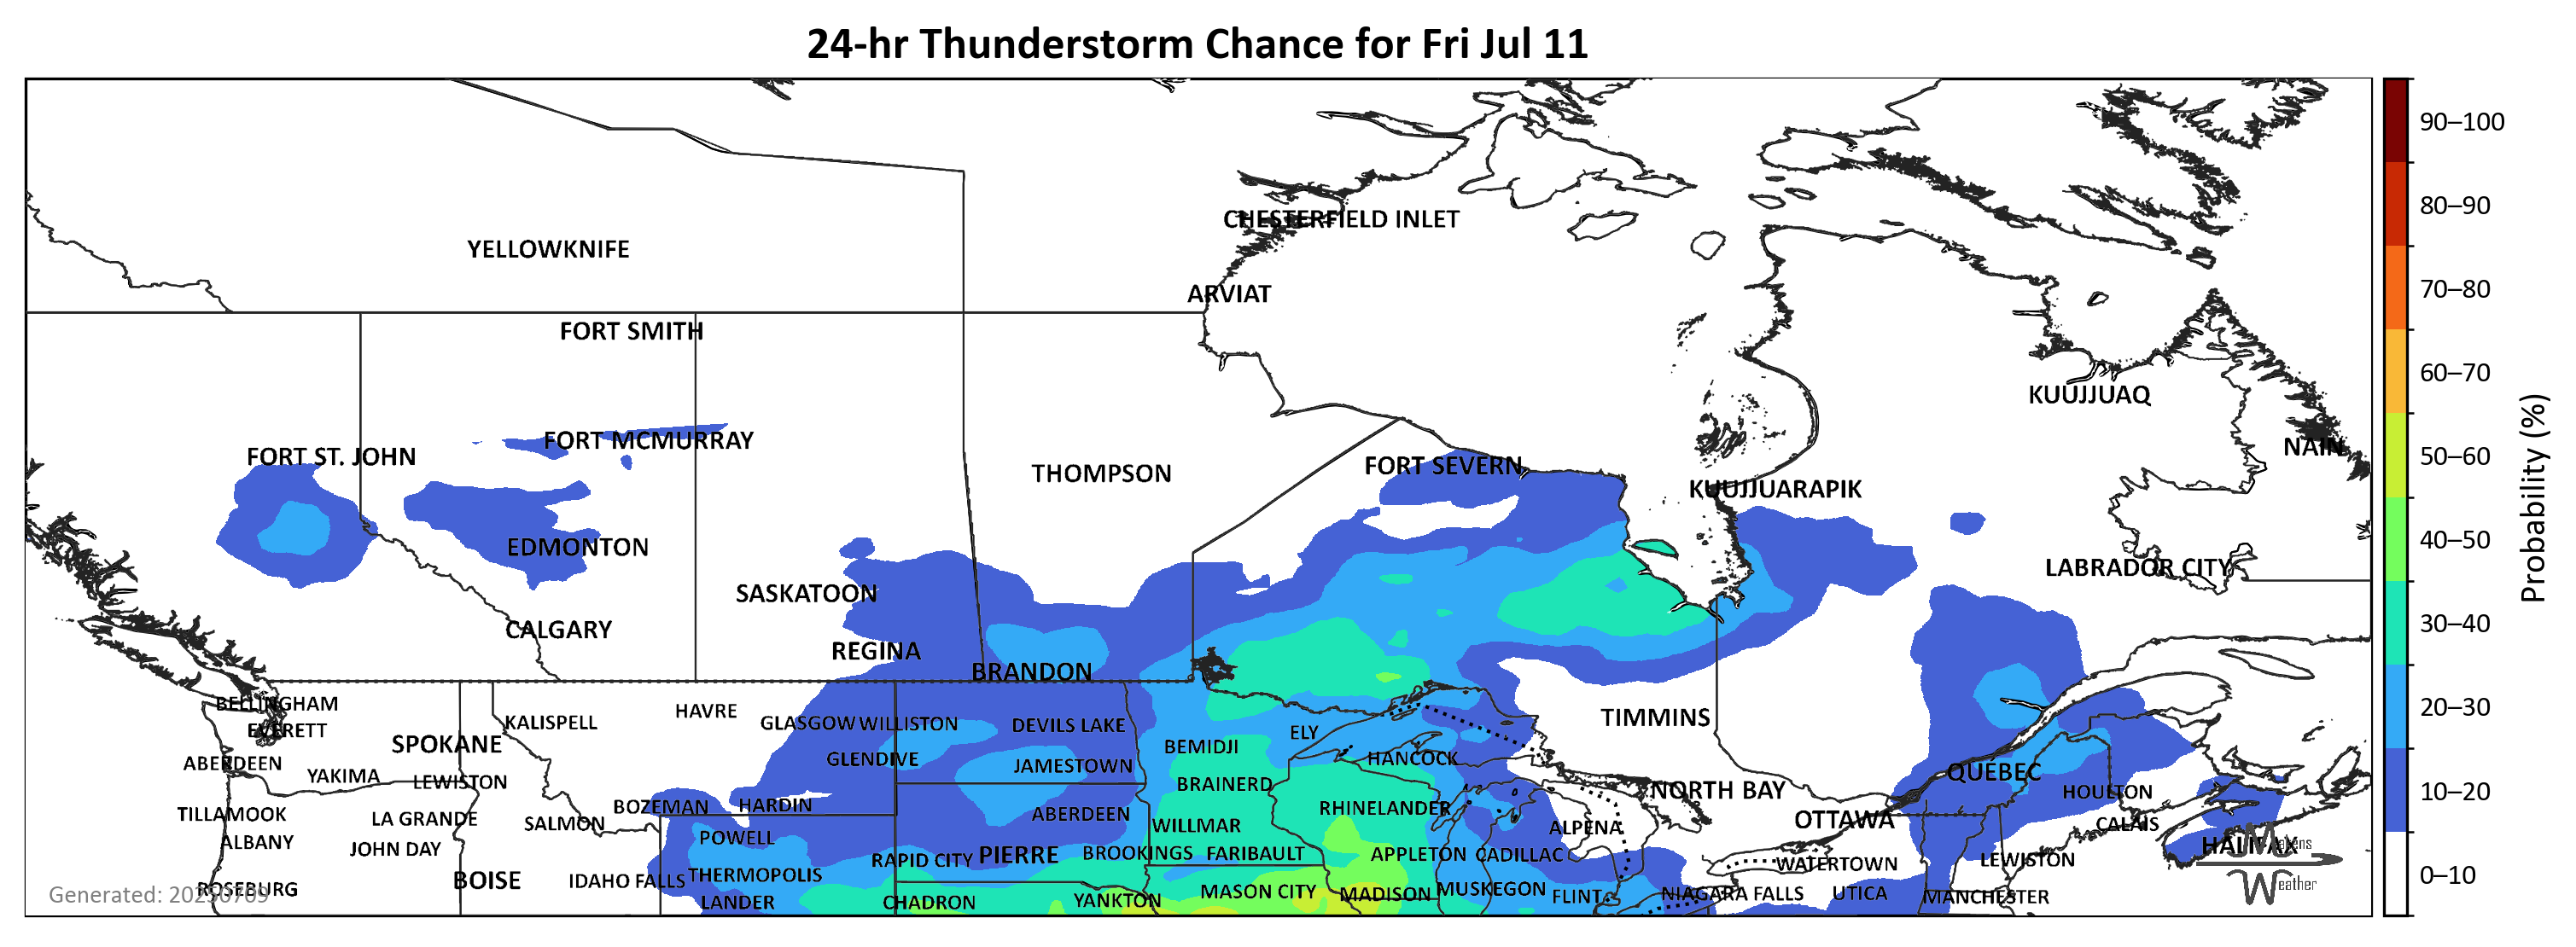 24-hr Thunderstorm Chance for Fri Jul 11
90–100
80–90
CHESTERFIELD INLET
YELLOWKNIFE
70–80
ARVIAT
FORT SMITH
60–70
KUUJJUAQ
50–60
FORT MCMURRAY
NAIN
FORT ST. JOHN
FORT SEVERN
THOMPSON
KUUJJUARAPIK
Probability (%)
40–50
EDMONTON
LABRADOR CITY
SASKATOON
30–40
CALGARY
REGINA
BRANDON
20–30
BELLINGHAM
HAVRE
TIMMINS
KALISPELL
GLASGOW
WILLISTON
DEVILS LAKE
EVERETT
ELY
SPOKANE
BEMIDJI
GLENDIVE
HANCOCK
ABERDEEN
JAMESTOWN
QUÉBEC
YAKIMA
LEWISTON
BRAINERD
NORTH BAY
HOULTON
10–20
BOZEMAN
HARDIN
RHINELANDER
TILLAMOOK
LA GRANDE
SALMON
ABERDEEN
WILLMAR
ALPENA
OTTAWA
CALAIS
POWELL
ALBANY
JOHN DAY
HALIFAX
Makens
Weather
RAPID CITY
PIERRE
BROOKINGS
FARIBAULT
APPLETON
CADILLAC
WATERTOWN
LEWISTON
0–10
THERMOPOLIS
BOISE
IDAHO FALLS
ROSEBURG
Generated: 20250709
MASON CITY
MADISON
MUSKEGON
FLINT
NIAGARA FALLS
UTICA
MANCHESTER
LANDER
CHADRON
YANKTON